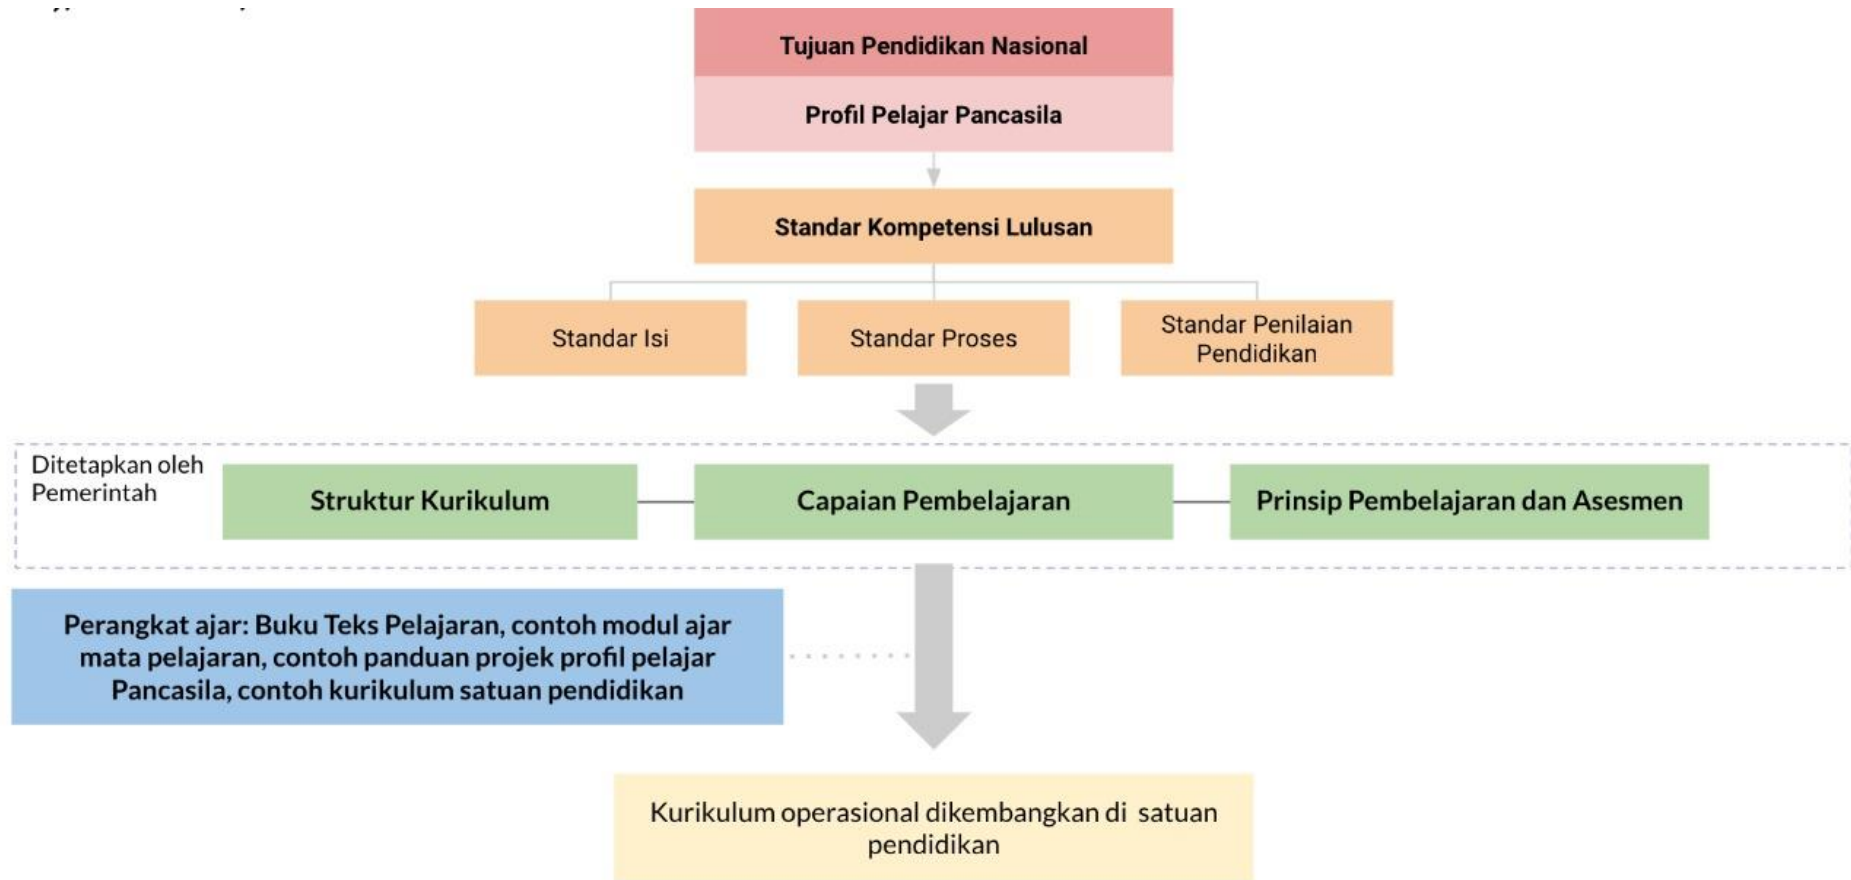 Tujuan Pendidikan Nasional
Profil Pelajar Pancasila
Standar Kompetensi Lulusan
Standar Isi
Standar Proses
Standar Penilaian
Pendidikan
Ditetapkan oleh
Pemerintah
Struktur Kurikulum
Capaian Pembelajaran
Prinsip Pembelajaran dan Asesmen
Perangkat ajar: Buku Teks Pelajaran, contoh modul ajar
mata pelajaran, contoh panduan projek profil pelajar
Pancasila, contoh kurikulum satuan pendidikan
Kurikulum operasional dikembangkan di satuan
pendidikan